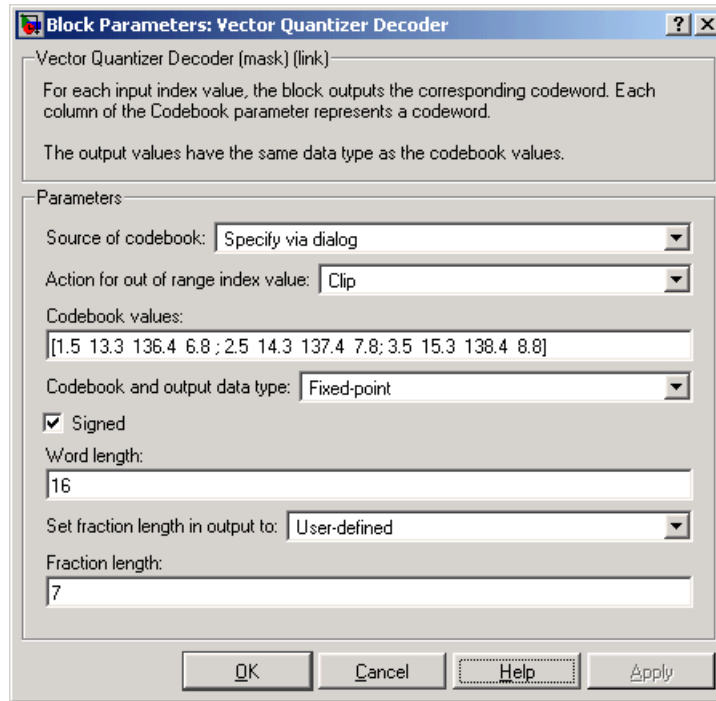 Block Parameters: Vector Quantizer Decoder
Vector Quantizer Decoder (mask) (link)
For each input index value, the block outputs the corresponding codeword. Each
column of the Codebook parameter represents a codeword.
The output values have the same data type as the codebook values.
Parameters
Source of codebook: Specify via dialog
Action for out of range index value: Clip
Codebook values:
[1.5 13.3 136.4 6.8 ; 2.5 14.3 137.4 7.8; 3.5 15.3 138.4 8.8]
Codebook and output data type: Fixed-point
Signed
Word length:
16
Set fraction length in output to: User-defined
Fraction length:
7
OK Cancel Help Apply